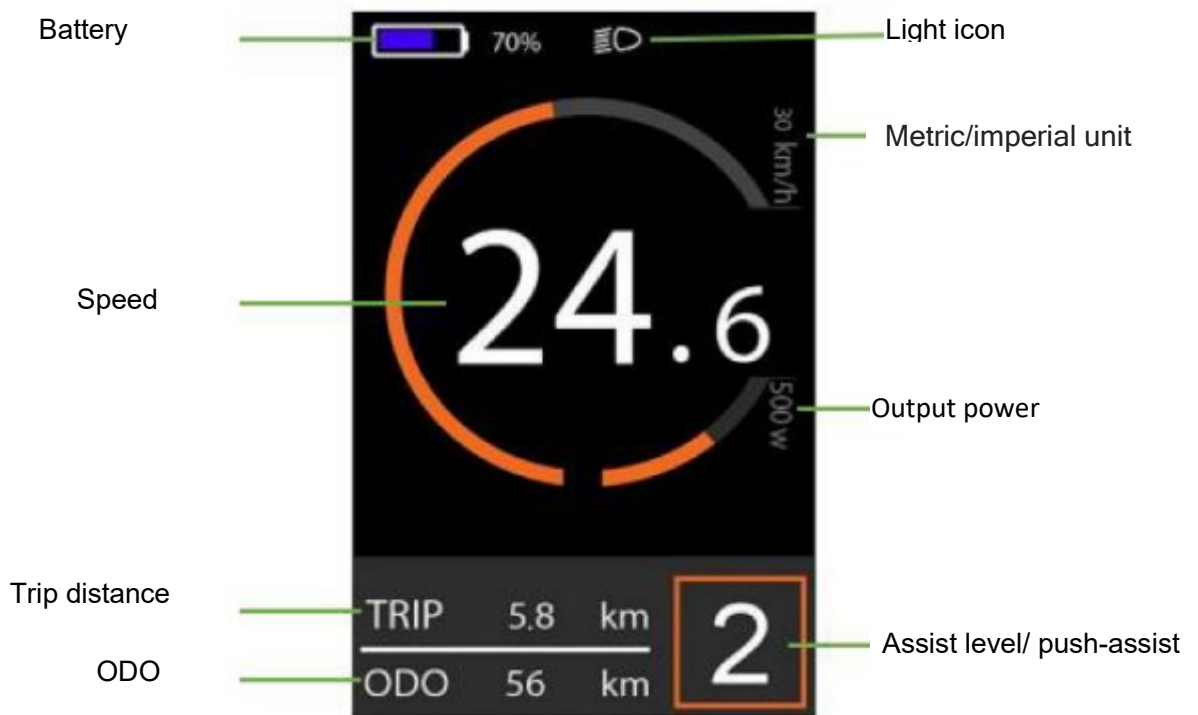 Battery
70%
Light icon
30 km/h
Metric/imperial unit
Speed
24.6
500w
Output power
Trip distance
TRIP 5.8 km
2
Assist level/ push-assist
ODO
ODO 56 km